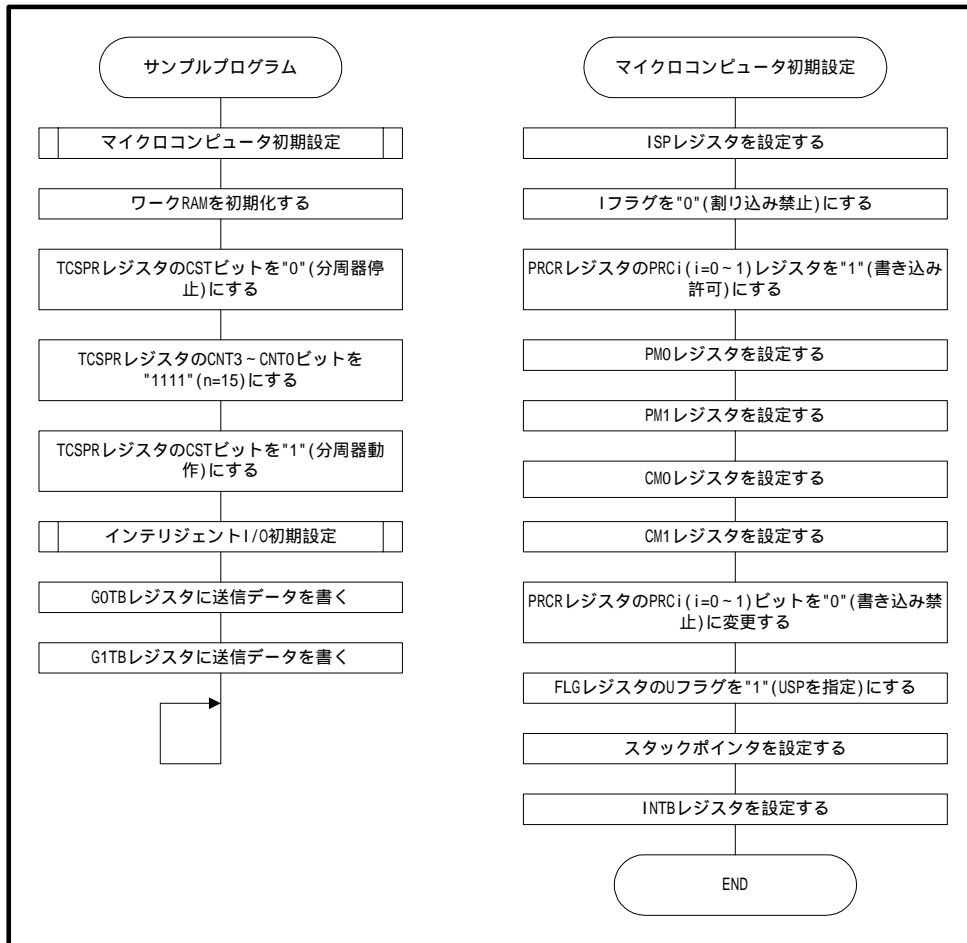 サンプルプログラム
マイクロコンピュータ初期設定
ワークRAMを初期化する
TCSPRレジスタのCSTビットを"0"(分周器停
止)にする
TCSPRレジスタのCNT3~CNT0ビットを
"1111"(n=15)にする
TCSPRレジスタのCSTビットを"1"(分周器動
作)にする
インテリジェントI/O初期設定
G0TBレジスタに送信データを書く
G1TBレジスタに送信データを書く
マイクロコンピュータ初期設定
ISPレジスタを設定する
Iフラグを"0"(割り込み禁止)にする
PRCRレジスタのPRCi(i=0~1)レジスタを"1"(書き込み
許可)にする
PM0レジスタを設定する
PM1レジスタを設定する
CM0レジスタを設定する
CM1レジスタを設定する
PRCRレジスタのPRCi(i=0~1)ビットを"0"(書き込み禁
止)に変更する
FLGレジスタのUフラグを"1"(USPを指定)にする
スタックポインタを設定する
INTBレジスタを設定する
END